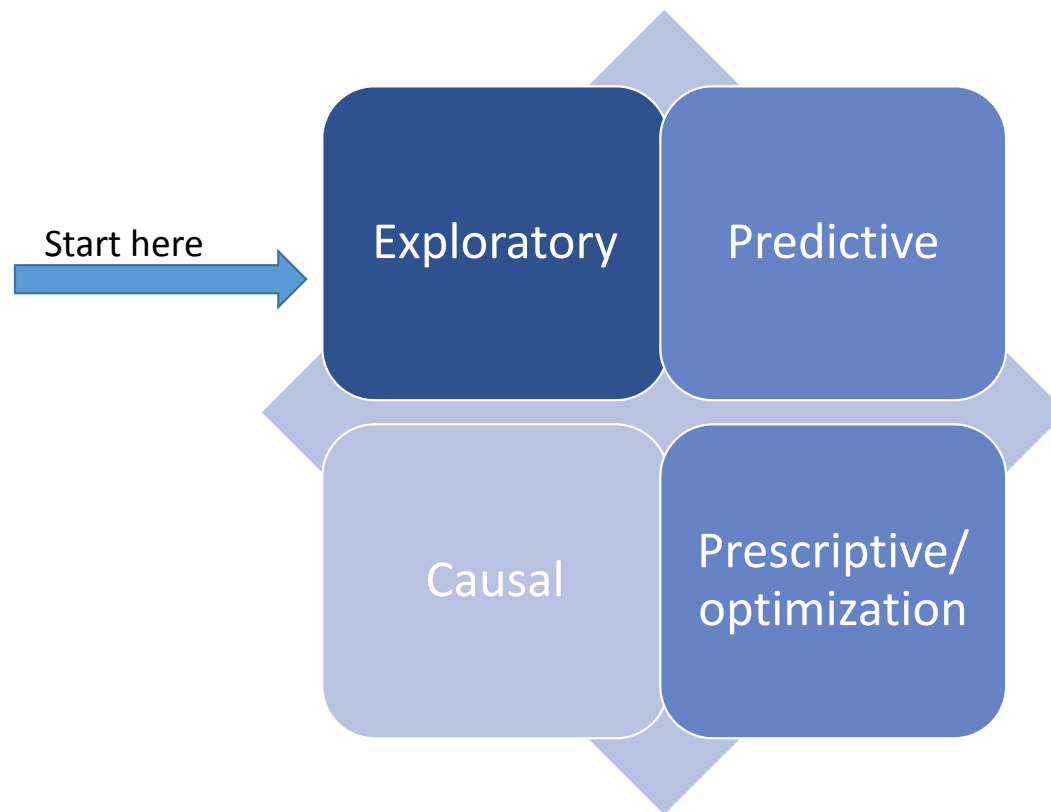 Start here
Exploratory
Predictive
Causal
Prescriptive/
optimization